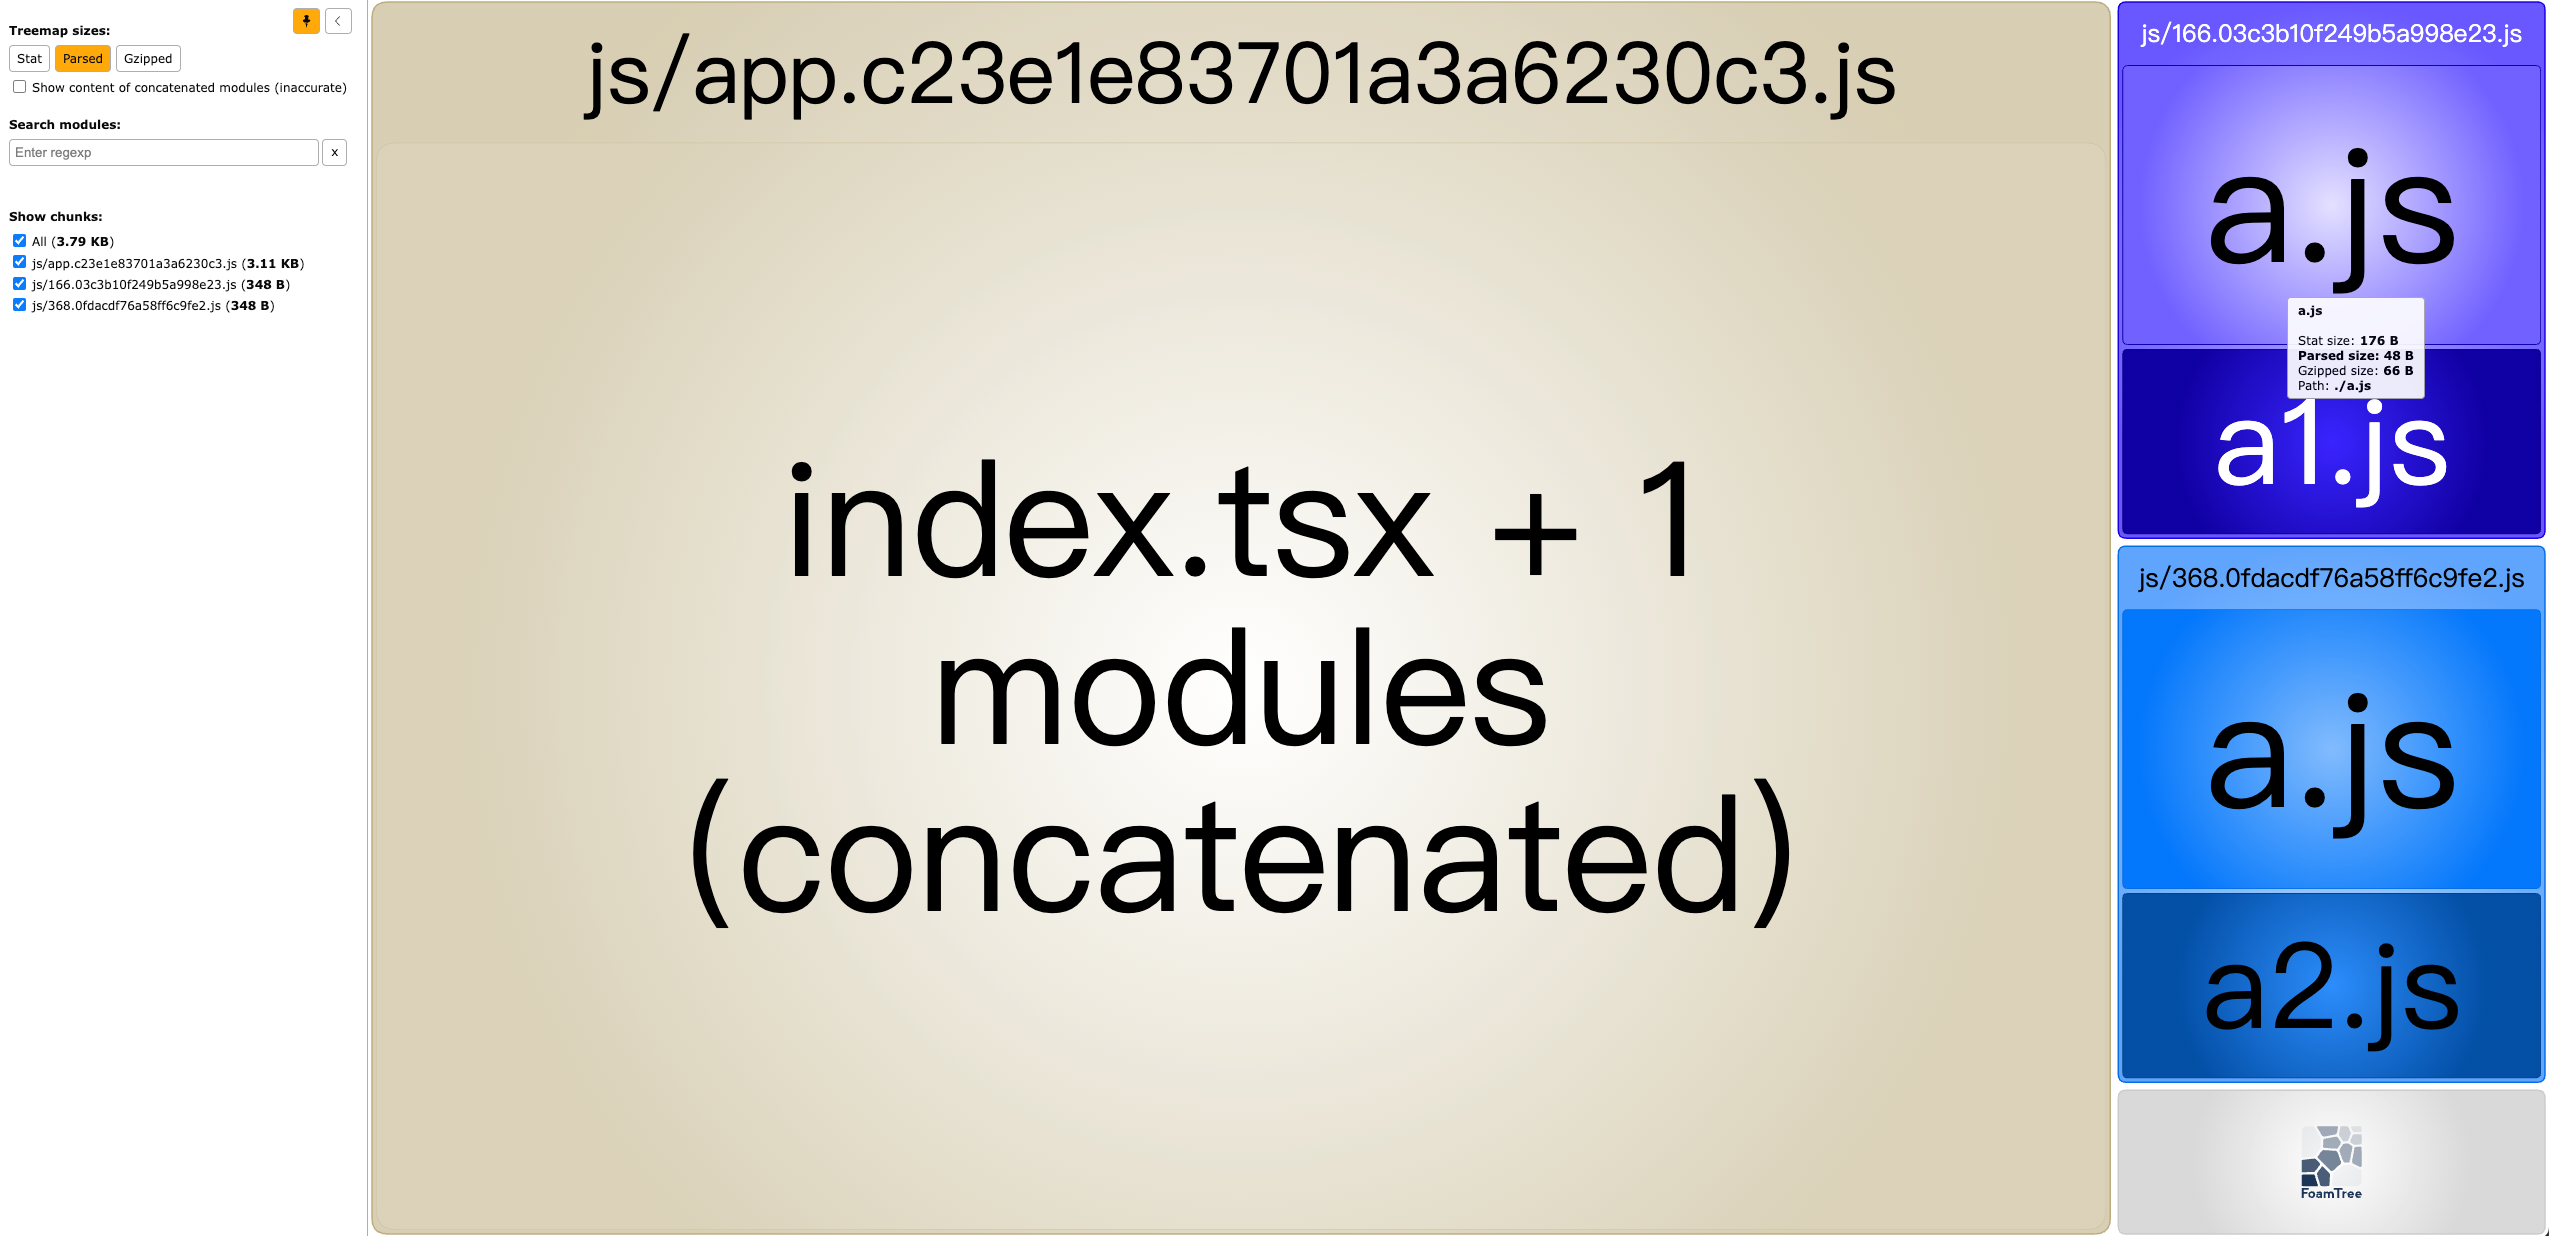 Treemap sizes:
Stat
Parsed
Gzipped
Show content of concatenated modules (inaccurate)
Search modules:
Enter regexp
x
Show chunks:
All (3.79 KB)
js/app.c23e1e83701a3a6230c3.js (3.11 KB)
js/166.03c3b10f249b5a998e23.js (348 B)
js/368.0fdacdf76a58ff6c9fe2.js (348 B)
js/app.c23e1e83701a3a6230c3.js
index.tsx + 1
modules
(concatenated)
js/166.03c3b10f249b5a998e23.js
a.js
a.js
Stat size: 176 B
Parsed size: 48 B
Gzipped size: 66 B
Path: ./a.js
a1.js
js/368.0fdacdf76a58ff6c9fe2.js
a.js
a2.js
FoamTree